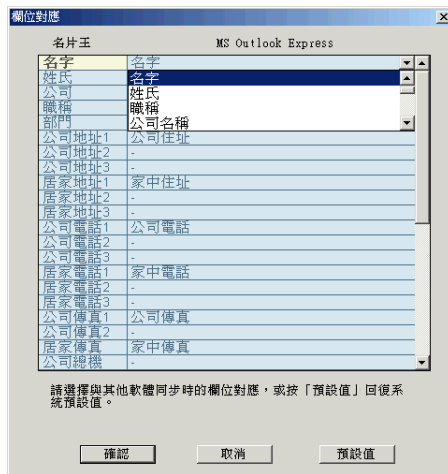 欄位對應
名片王 MS Outlook Express
名字 名字
姓氏 名字
公司 姓氏
職稱 職稱
部門 公司名稱
公司地址1 公司住址
公司地址2 -
公司地址3 -
居家地址1 家中住址
居家地址2 -
居家地址3 -
公司電話1 公司電話
公司電話2 -
公司電話3 -
居家電話1 家中電話
居家電話2 -
居家電話3 -
公司傳真1 公司傳真
公司傳真2 -
居家傳真 家中傳真
公司總機 -
請選擇與其他軟體同步時的欄位對應，或按「預設值」回復系
統預設值。
確認 取消 預設值